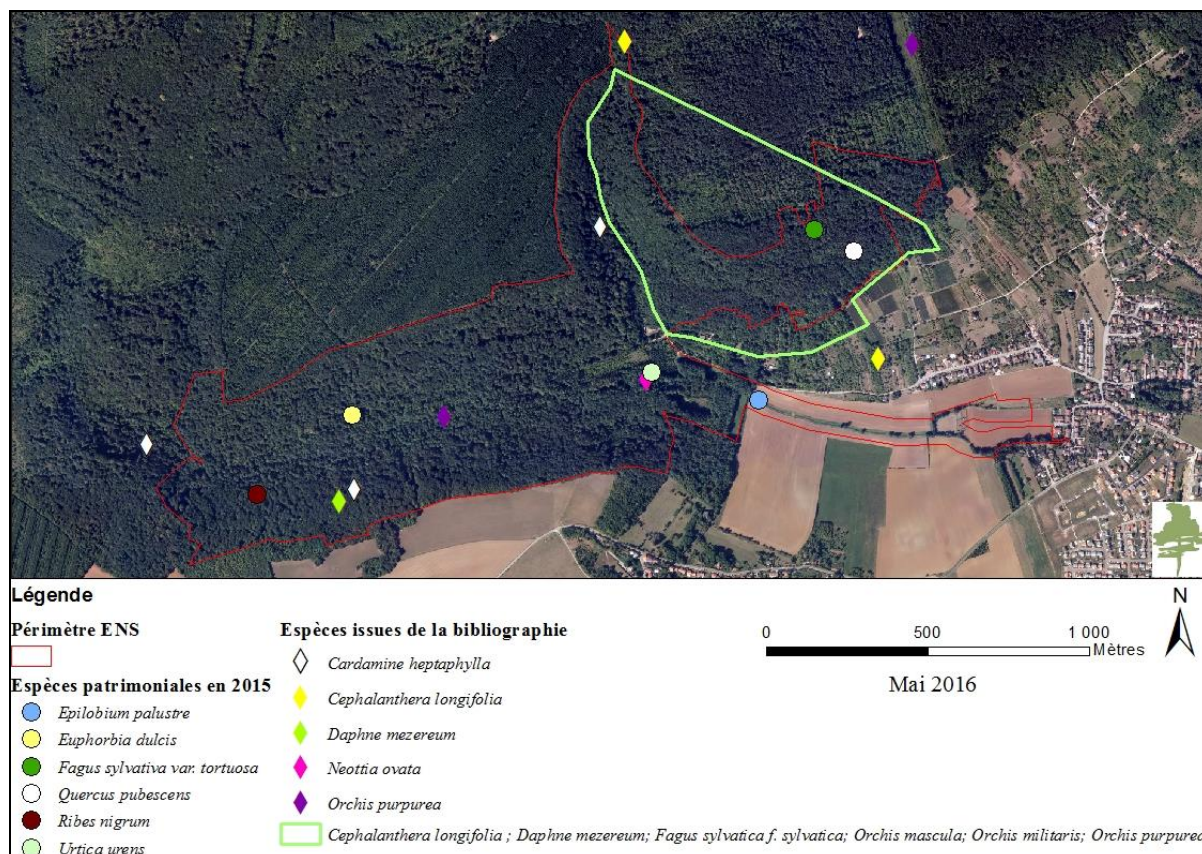 Légende
Périmètre ENS
Espèces patrimoniales en 2015
Epilobium palustre
Euphorbia dulcis
Fagus sylvativa var. tortuosa
Quercus pubescens
Ribes nigrum
Urtica urens
Espèces issues de la bibliographie
Cardamine heptaphylla
Cephalanthera longifolia
Daphne mezereum
Neottia ovata
Orchis purpurea
Cephalanthera longifolia ; Daphne mezereum; Fagus sylvatica f. sylvatica; Orchis mascula; Orchis militaris; Orchis purpurea
0 500 1 000
Mètres
Mai 2016
N